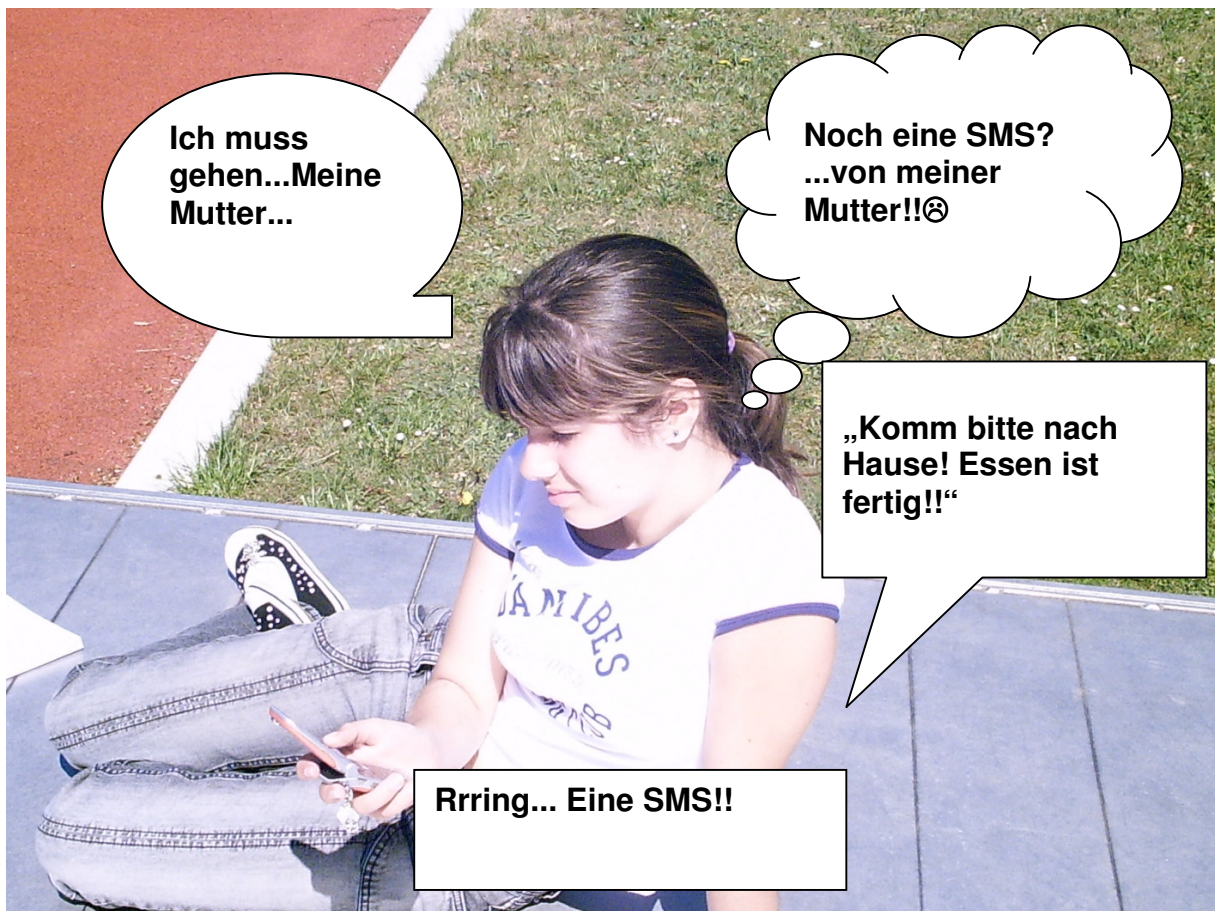 Ich muss
gehen...Meine
Mutter...
Noch eine SMS?
...von meiner
Mutter!!☹
„Komm bitte nach
Hause! Essen ist
fertig!!“
Rrring... Eine SMS!!